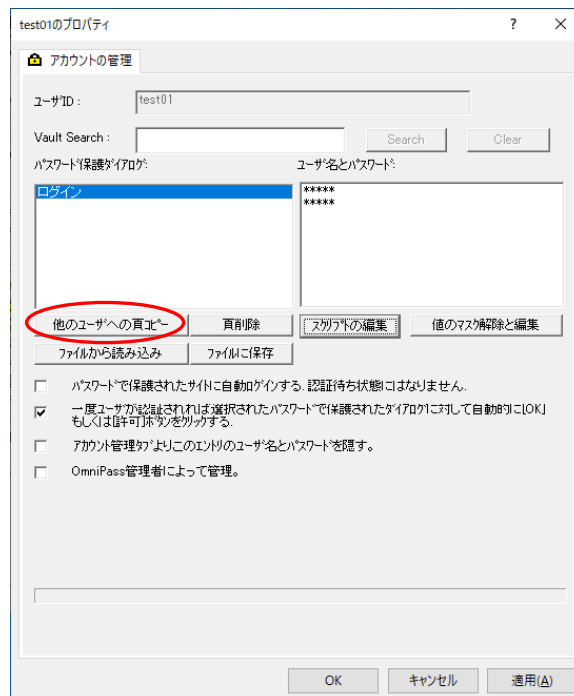 test01のプロパティ ? ×
アカウントの管理
ユーザID : test01
Vault Search : Search Clear
パスワード保護ダイアログ: ユーザ名とパスワード:
ログイン *****
*****
他のユーザへの頁コピー 頁削除 スクリプトの編集 値のマスク解除と編集
ファイルから読み込み ファイルに保存
パスワードで保護されたサイトに自動ログインする. 認証待ち状態にはなりません.
一度ユーザが認証されれば選択されたパスワードで保護されたダイアログに対して自動的に[OK]
もしくは[許可]ボタンをクリックする.
アカウント管理タブよりこのエントリのユーザ名とパスワードを隠す。
OmniPass管理者によって管理。
OK キャンセル 適用(A)